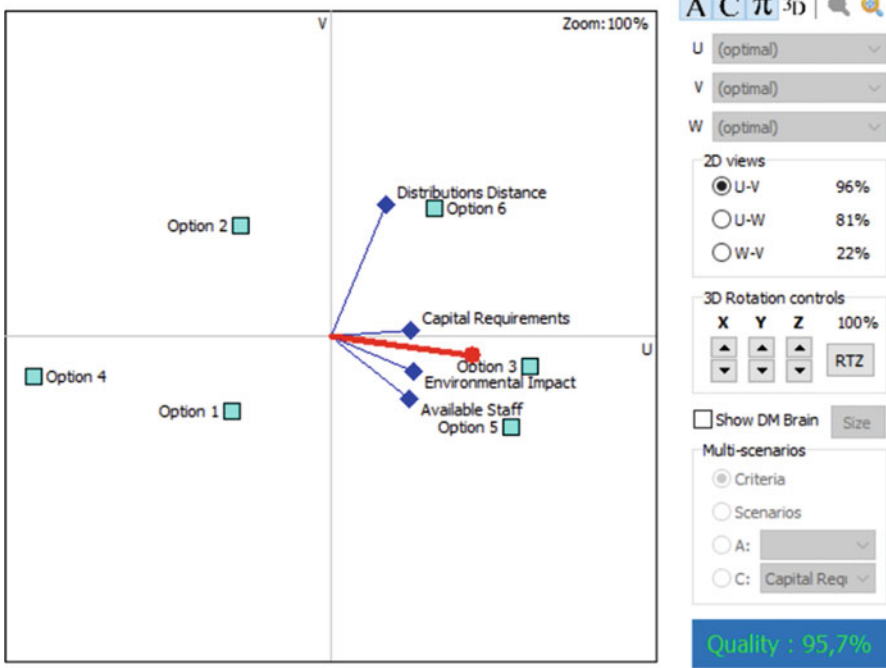 V
Zoom: 100%
Distributions Distance
Option 6
Option 2
Capital Requirements
U
Option 3
Option 4
Environmental Impact
Available Staff
Option 1
Option 5
A C π 3D
U (optimal)
V (optimal)
W (optimal)
2D views
U-V 96%
U-W 81%
W-V 22%
3D Rotation controls
X Y Z 100%
RTZ
Show DM Brain Size
Multi-scenarios
Criteria
Scenarios
A:
C: Capital Requ
Quality : 95,7%